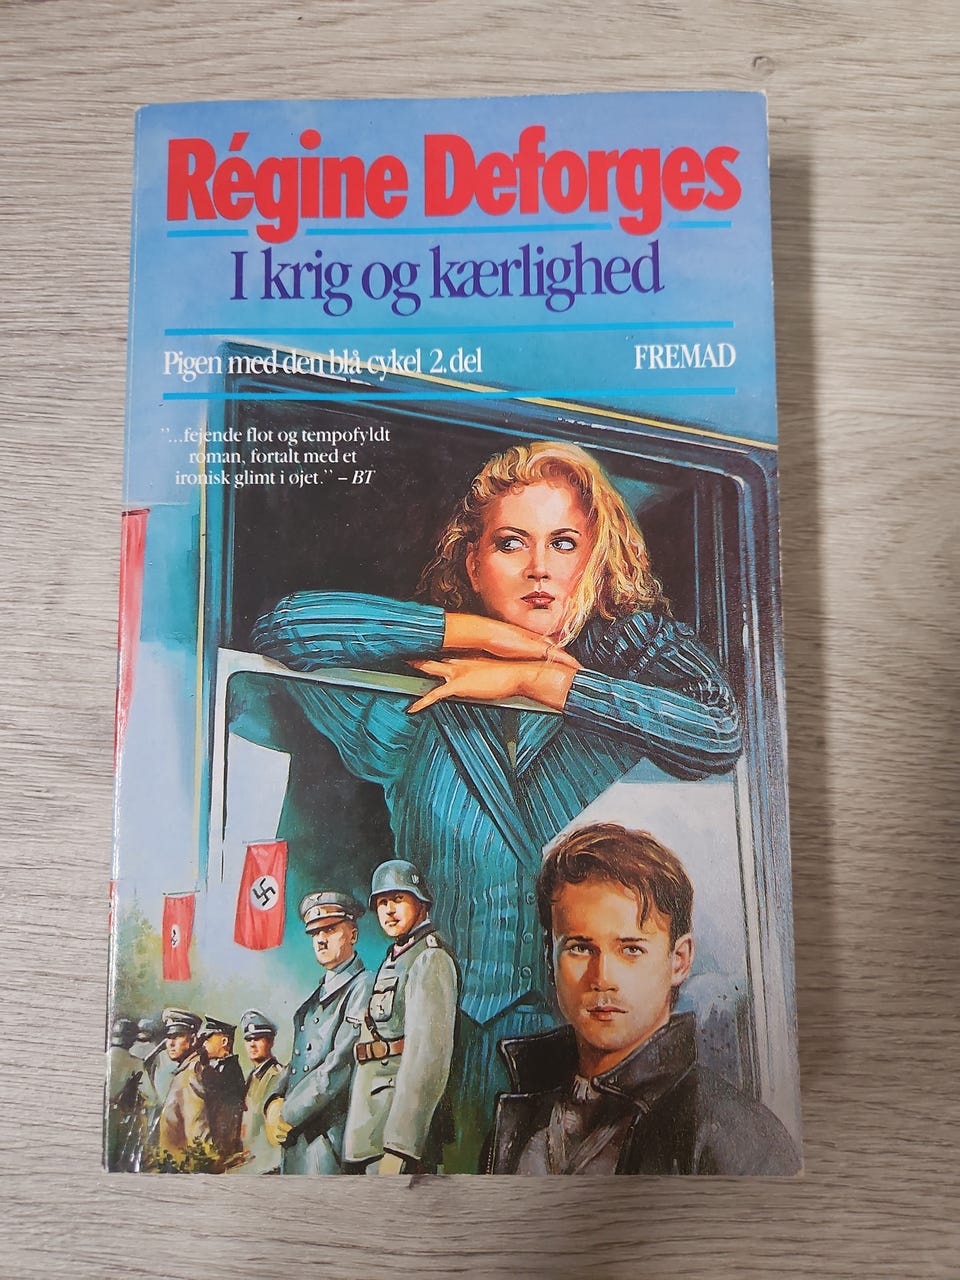 Régine Deforges
I krig og kærlighed
Pigen med den blå cykel 2. del
FREMAD
"...fejende flot og tempofyldt
roman, fortalt med et
ironisk glimt i øjet." – BT